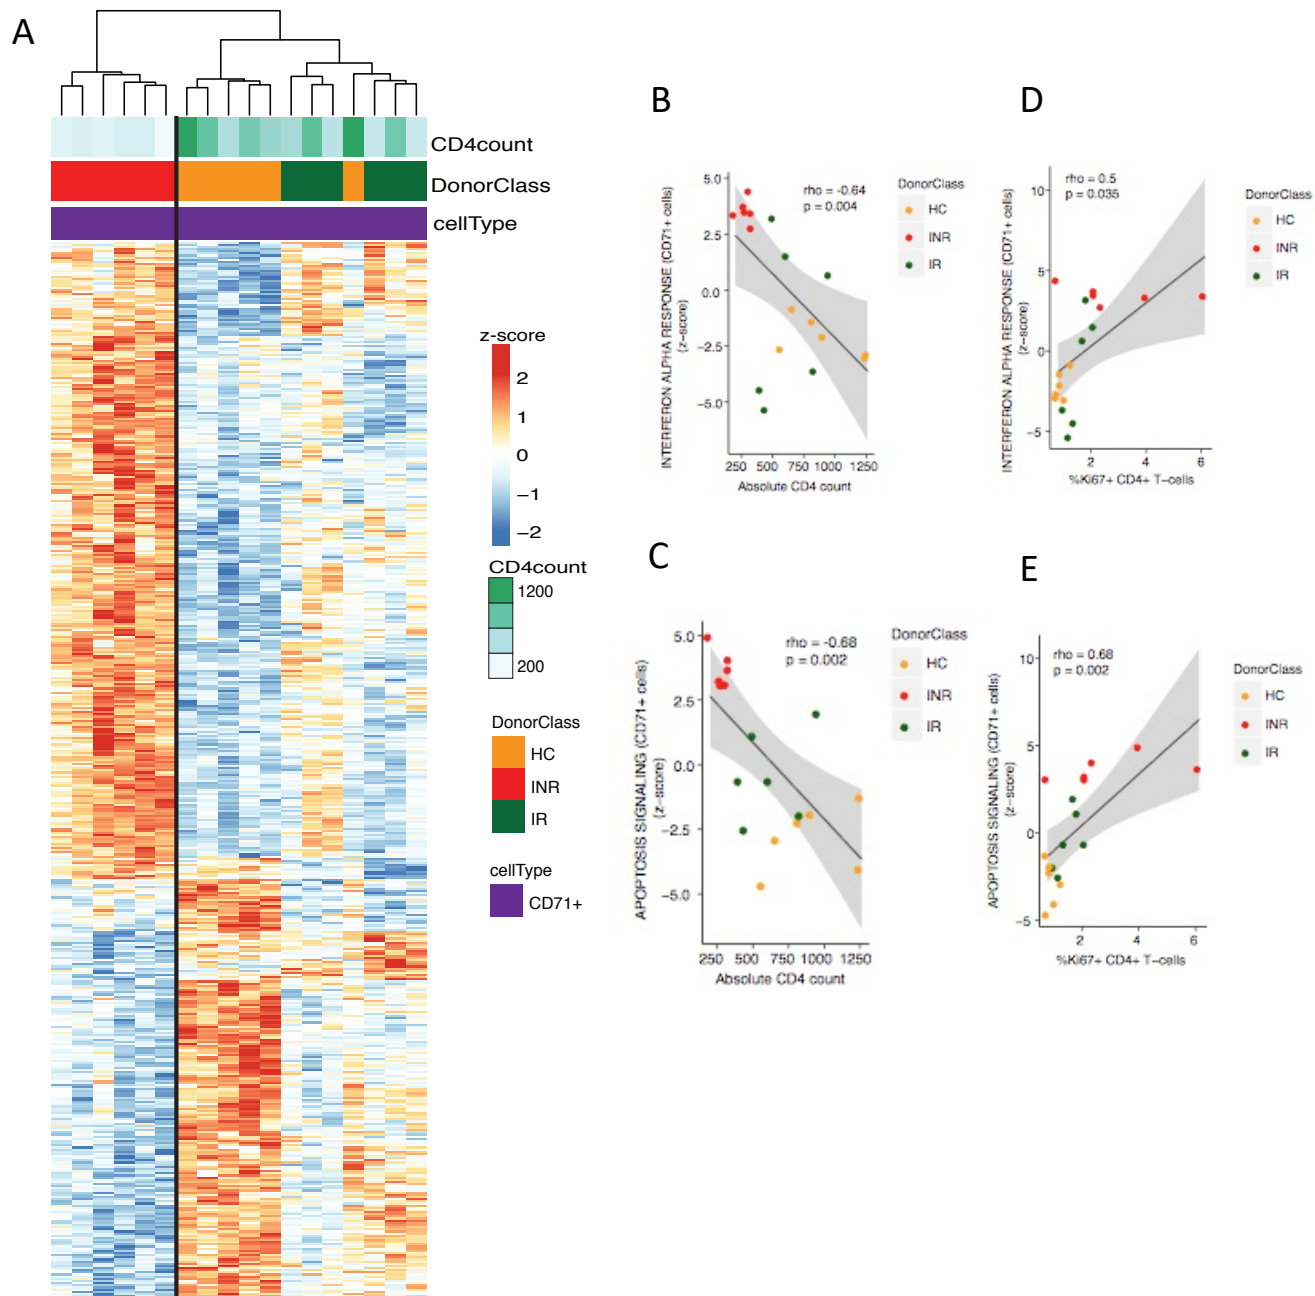 A
CD4count
DonorClass
cellType
z-score
2
1
0
−1
−2
CD4count
1200
200
DonorClass
HC
INR
IR
cellType
CD71+
B
INTERFERON ALPHA RESPONSE (CD71+ cells)
(z−score)
5.0
2.5
0.0
−2.5
−5.0
rho = -0.64
p = 0.004
250 500 750 1000 1250
Absolute CD4 count
DonorClass
HC
INR
IR
D
INTERFERON ALPHA RESPONSE (CD71+ cells)
(z−score)
10
5
0
−5
rho = 0.5
p = 0.035
2 4 6
%Ki67+ CD4+ T−cells
DonorClass
HC
INR
IR
C
APOPTOSIS SIGNALING (CD71+ cells)
(z−score)
5.0
2.5
0.0
−2.5
−5.0
rho = -0.68
p = 0.002
250 500 750 1000 1250
Absolute CD4 count
DonorClass
HC
INR
IR
E
APOPTOSIS SIGNALING (CD71+ cells)
(z−score)
10
5
0
−5
rho = 0.68
p = 0.002
2 4 6
%Ki67+ CD4+ T−cells
DonorClass
HC
INR
IR